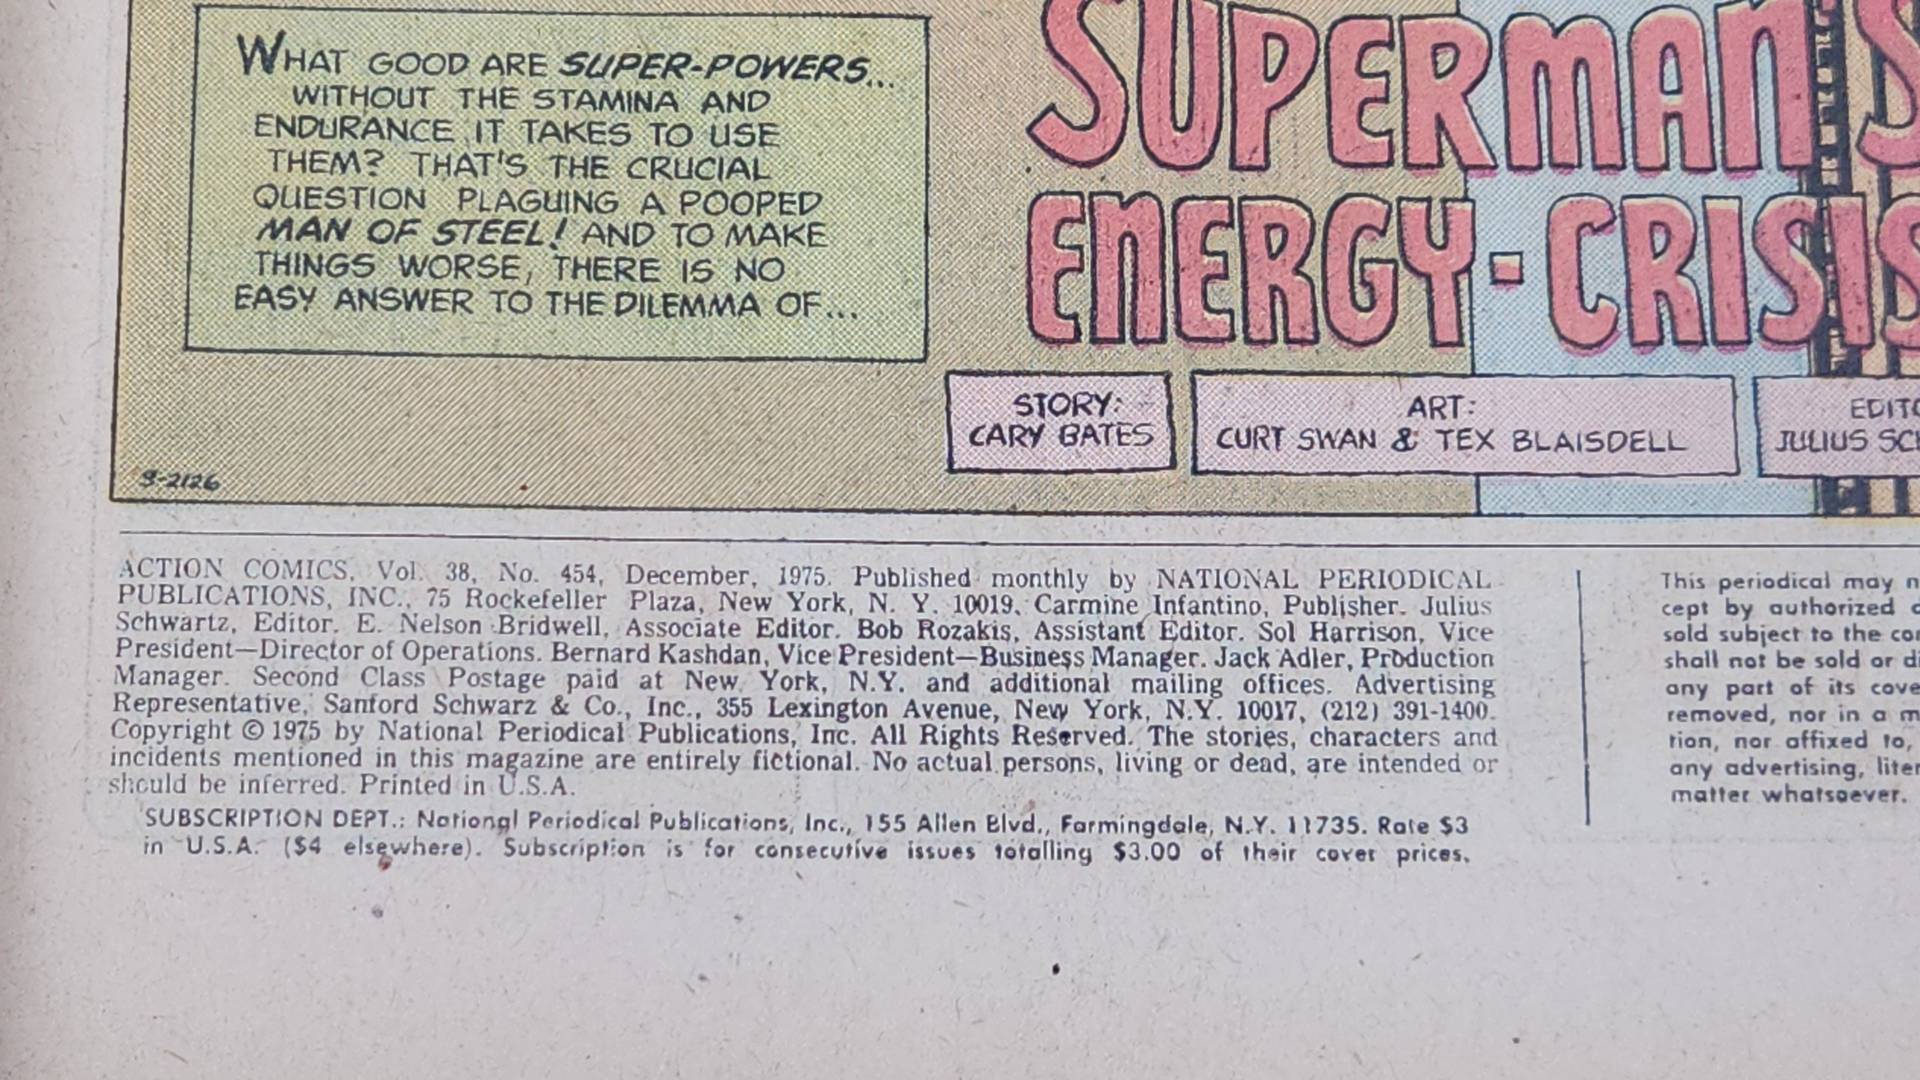 WHAT GOOD ARE SUPER-POWERS...
WITHOUT THE STAMINA AND
ENDURANCE IT TAKES TO USE
THEM? THAT'S THE CRUCIAL
QUESTION PLAGUING A POOPED
MAN OF STEEL! AND TO MAKE
THINGS WORSE, THERE IS NO
EASY ANSWER TO THE DILEMMA OF...
SUPERMAN'S
ENERGY-CRISIS
STORY:
CARY BATES
ART:
CURT SWAN & TEX BLAISDELL
EDITO
JULIUS SCH
S-2126
ACTION COMICS, Vol. 38, No. 454, December, 1975. Published monthly by NATIONAL PERIODICAL
PUBLICATIONS, INC., 75 Rockefeller Plaza, New York, N. Y. 10019. Carmine Infantino, Publisher. Julius
Schwartz, Editor. E. Nelson Bridwell, Associate Editor. Bob Rozakis, Assistant Editor. Sol Harrison, Vice
President—Director of Operations. Bernard Kashdan, Vice President—Business Manager. Jack Adler, Production
Manager. Second Class Postage paid at New York, N.Y. and additional mailing offices. Advertising
Representative, Sanford Schwarz & Co., Inc., 355 Lexington Avenue, New York, N.Y. 10017, (212) 391-1400.
Copyright © 1975 by National Periodical Publications, Inc. All Rights Reserved. The stories, characters and
incidents mentioned in this magazine are entirely fictional. No actual persons, living or dead, are intended or
should be inferred. Printed in U.S.A.
SUBSCRIPTION DEPT.: National Periodical Publications, Inc., 155 Allen Blvd., Farmingdale, N.Y. 11735. Rate $3
in U.S.A. ($4 elsewhere). Subscription is for consecutive issues totalling $3.00 of their cover prices.
This periodical may n
cept by authorized
sold subject to the co
shall not be sold or di
any part of its cove
removed, nor in a m
tion, nor affixed to,
any advertising, liter
matter whatsoever.